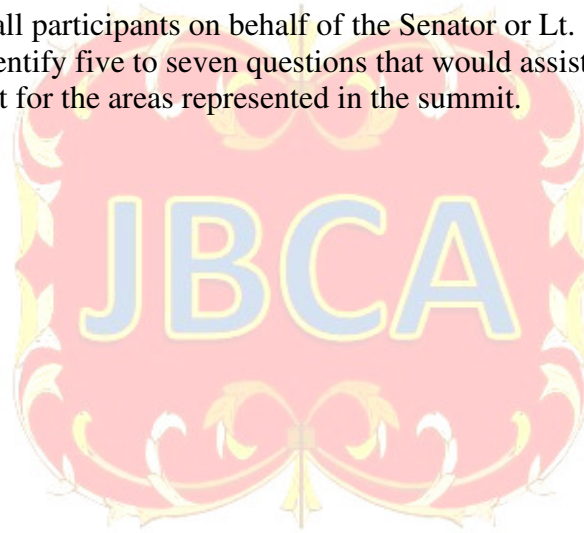 all participants on behalf of the Senator or Lt.
entify five to seven questions that would assist
t for the areas represented in the summit.
JBCA